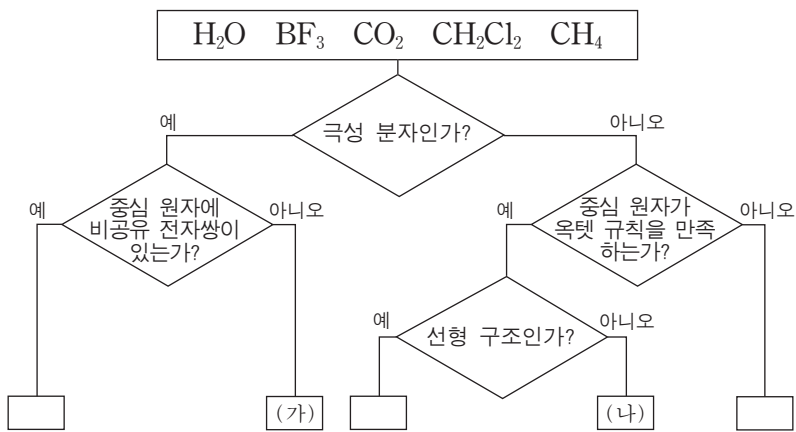 H₂O BF₃ CO₂ CH₂Cl₂ CH₄
극성 분자인가?
예
아니오
중심 원자에
비공유 전자쌍이
있는가?
예
아니오
중심 원자가
옥텟 규칙을 만족
하는가?
예
아니오
선형 구조인가?
예
아니오
(가)
(나)